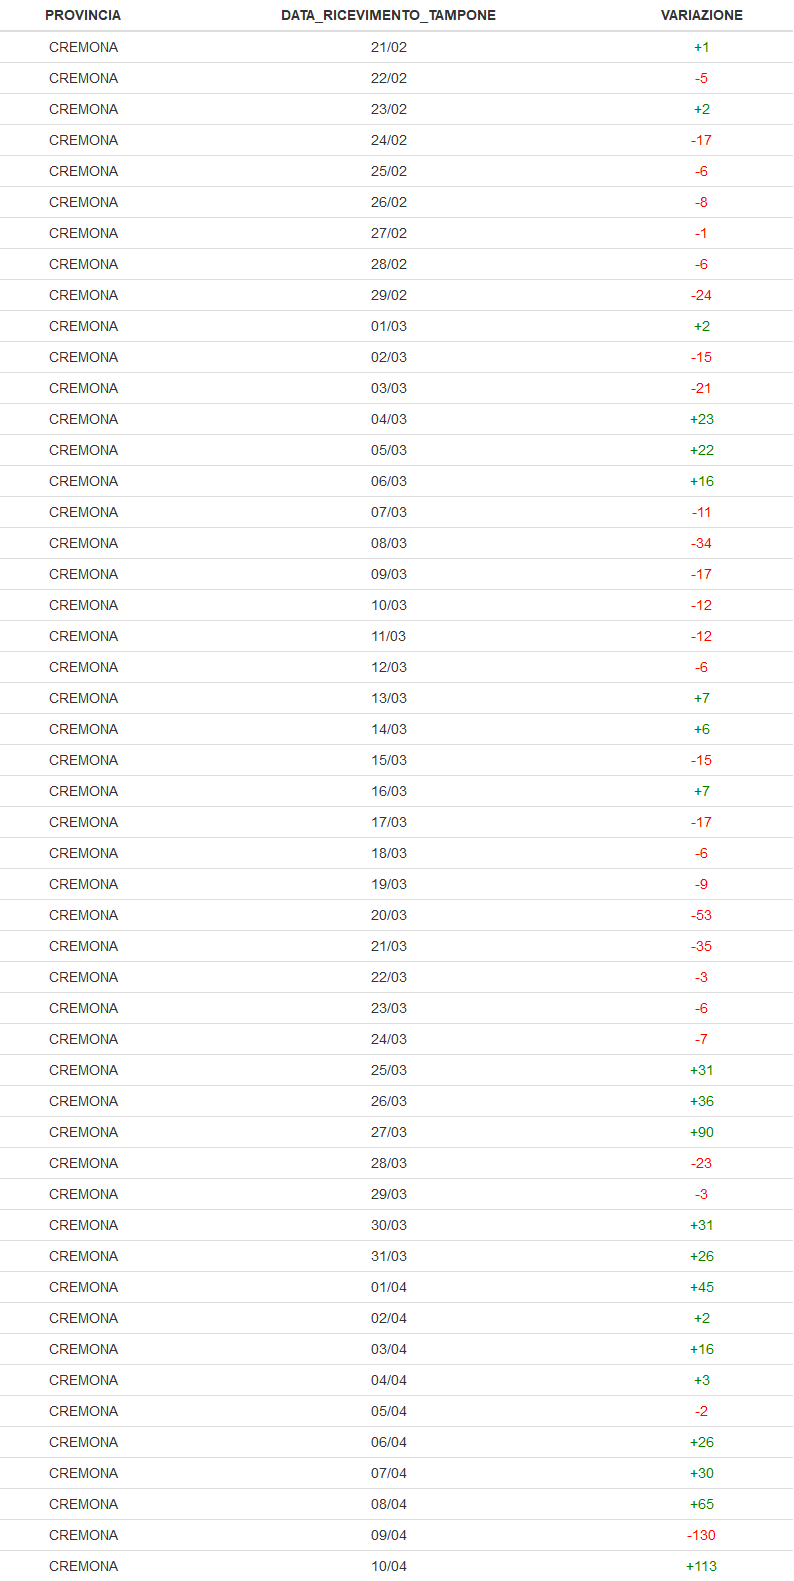 PROVINCIA DATA_RICEVIMENTO_TAMPONE VARIAZIONE
CREMONA 21/02 +1
CREMONA 22/02 -5
CREMONA 23/02 +2
CREMONA 24/02 -17
CREMONA 25/02 -6
CREMONA 26/02 -8
CREMONA 27/02 -1
CREMONA 28/02 -6
CREMONA 29/02 -24
CREMONA 01/03 +2
CREMONA 02/03 -15
CREMONA 03/03 -21
CREMONA 04/03 +23
CREMONA 05/03 +22
CREMONA 06/03 +16
CREMONA 07/03 -11
CREMONA 08/03 -34
CREMONA 09/03 -17
CREMONA 10/03 -12
CREMONA 11/03 -12
CREMONA 12/03 -6
CREMONA 13/03 +7
CREMONA 14/03 +6
CREMONA 15/03 -15
CREMONA 16/03 +7
CREMONA 17/03 -17
CREMONA 18/03 -6
CREMONA 19/03 -9
CREMONA 20/03 -53
CREMONA 21/03 -35
CREMONA 22/03 -3
CREMONA 23/03 -6
CREMONA 24/03 -7
CREMONA 25/03 +31
CREMONA 26/03 +36
CREMONA 27/03 +90
CREMONA 28/03 -23
CREMONA 29/03 -3
CREMONA 30/03 +31
CREMONA 31/03 +26
CREMONA 01/04 +45
CREMONA 02/04 +2
CREMONA 03/04 +16
CREMONA 04/04 +3
CREMONA 05/04 -2
CREMONA 06/04 +26
CREMONA 07/04 +30
CREMONA 08/04 +65
CREMONA 09/04 -130
CREMONA 10/04 +113